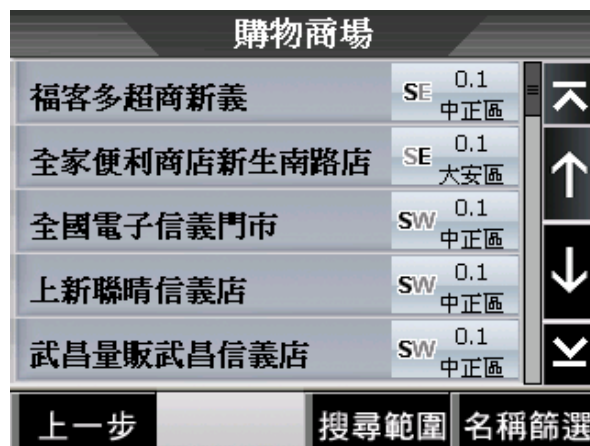 購物商場
福客多超商新義 SE 0.1 中正區
全家便利商店新生南路店 SE 0.1 大安區
全國電子信義門市 SW 0.1 中正區
上新聯晴信義店 SW 0.1 中正區
武昌量販武昌信義店 SW 0.1 中正區
上一步 搜尋範圍 名稱篩選